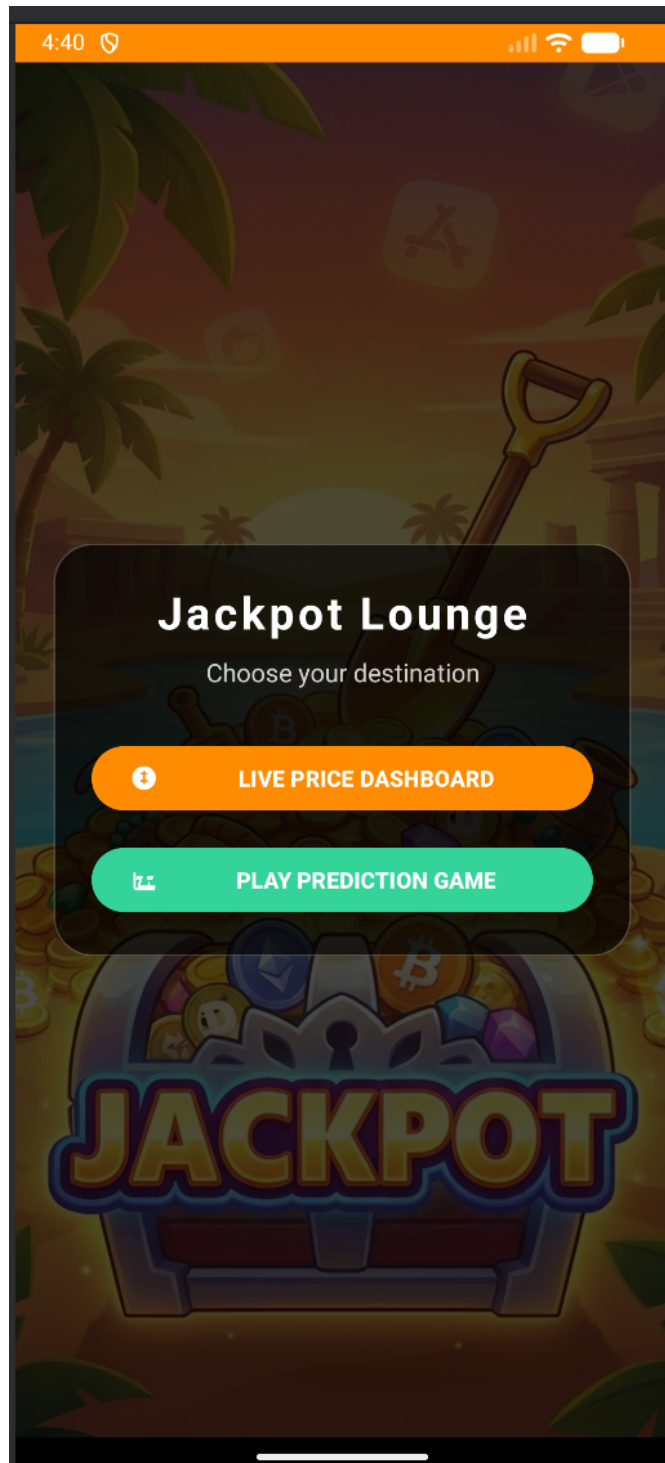 4:40
Jackpot Lounge
Choose your destination
LIVE PRICE DASHBOARD
PLAY PREDICTION GAME
JACKPOT